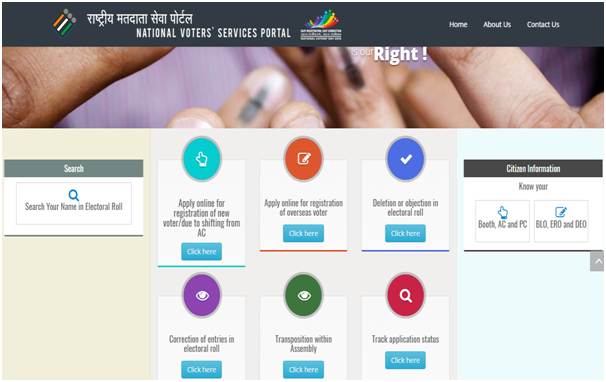 राष्ट्रीय मतदाता सेवा पोर्टल
NATIONAL VOTERS' SERVICES PORTAL
Home About Us Contact Us
is our Right !
Search
Search Your Name in Electoral Roll
Apply online for
registration of new
voter/due to shifting from
AC
Click here
Apply online for registration
of overseas voter
Click here
Deletion or objection in
electoral roll
Click here
Citizen Information
Know your
Booth, AC and PC
BLO, ERO and DEO
Correction of entries in
electoral roll
Click here
Transposition within
Assembly
Click here
Track application status
Click here